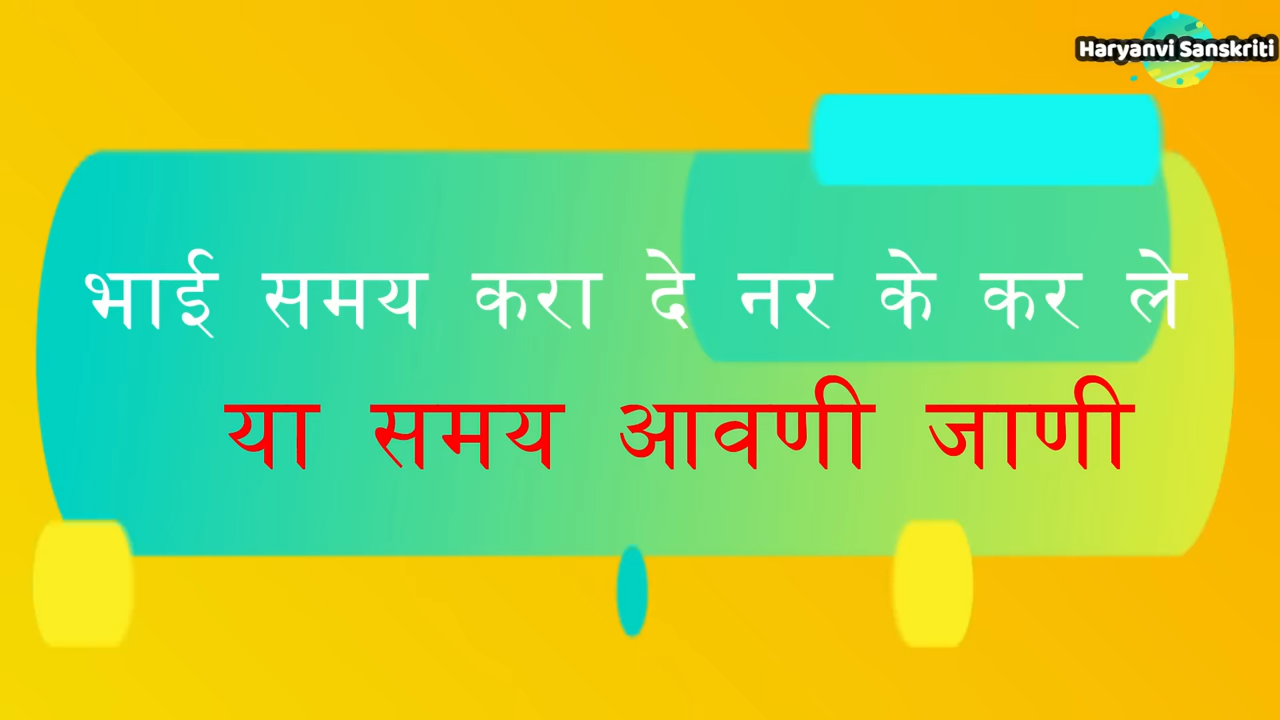 Haryanvi Sanskriti
भाई समय करा दे नर के कर ले
या समय आवणी जाणी